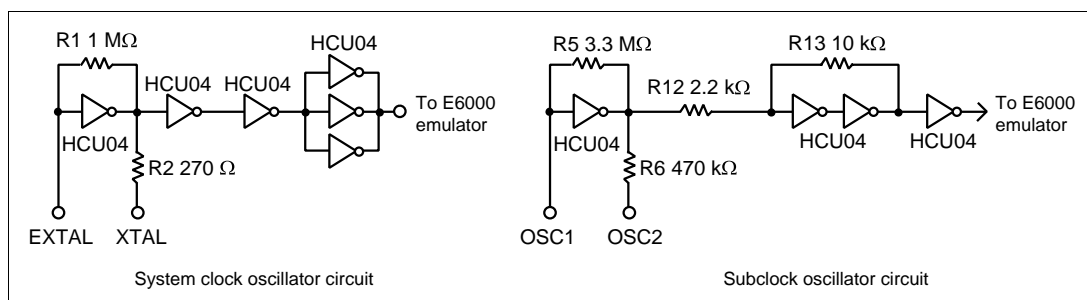 R1 1 MΩ
HCU04
HCU04
HCU04
HCU04
R2 270 Ω
To E6000
emulator
EXTAL
XTAL
System clock oscillator circuit
R5 3.3 MΩ
R13 10 kΩ
R12 2.2 kΩ
To E6000
emulator
HCU04
HCU04
HCU04
R6 470 kΩ
OSC1
OSC2
Subclock oscillator circuit